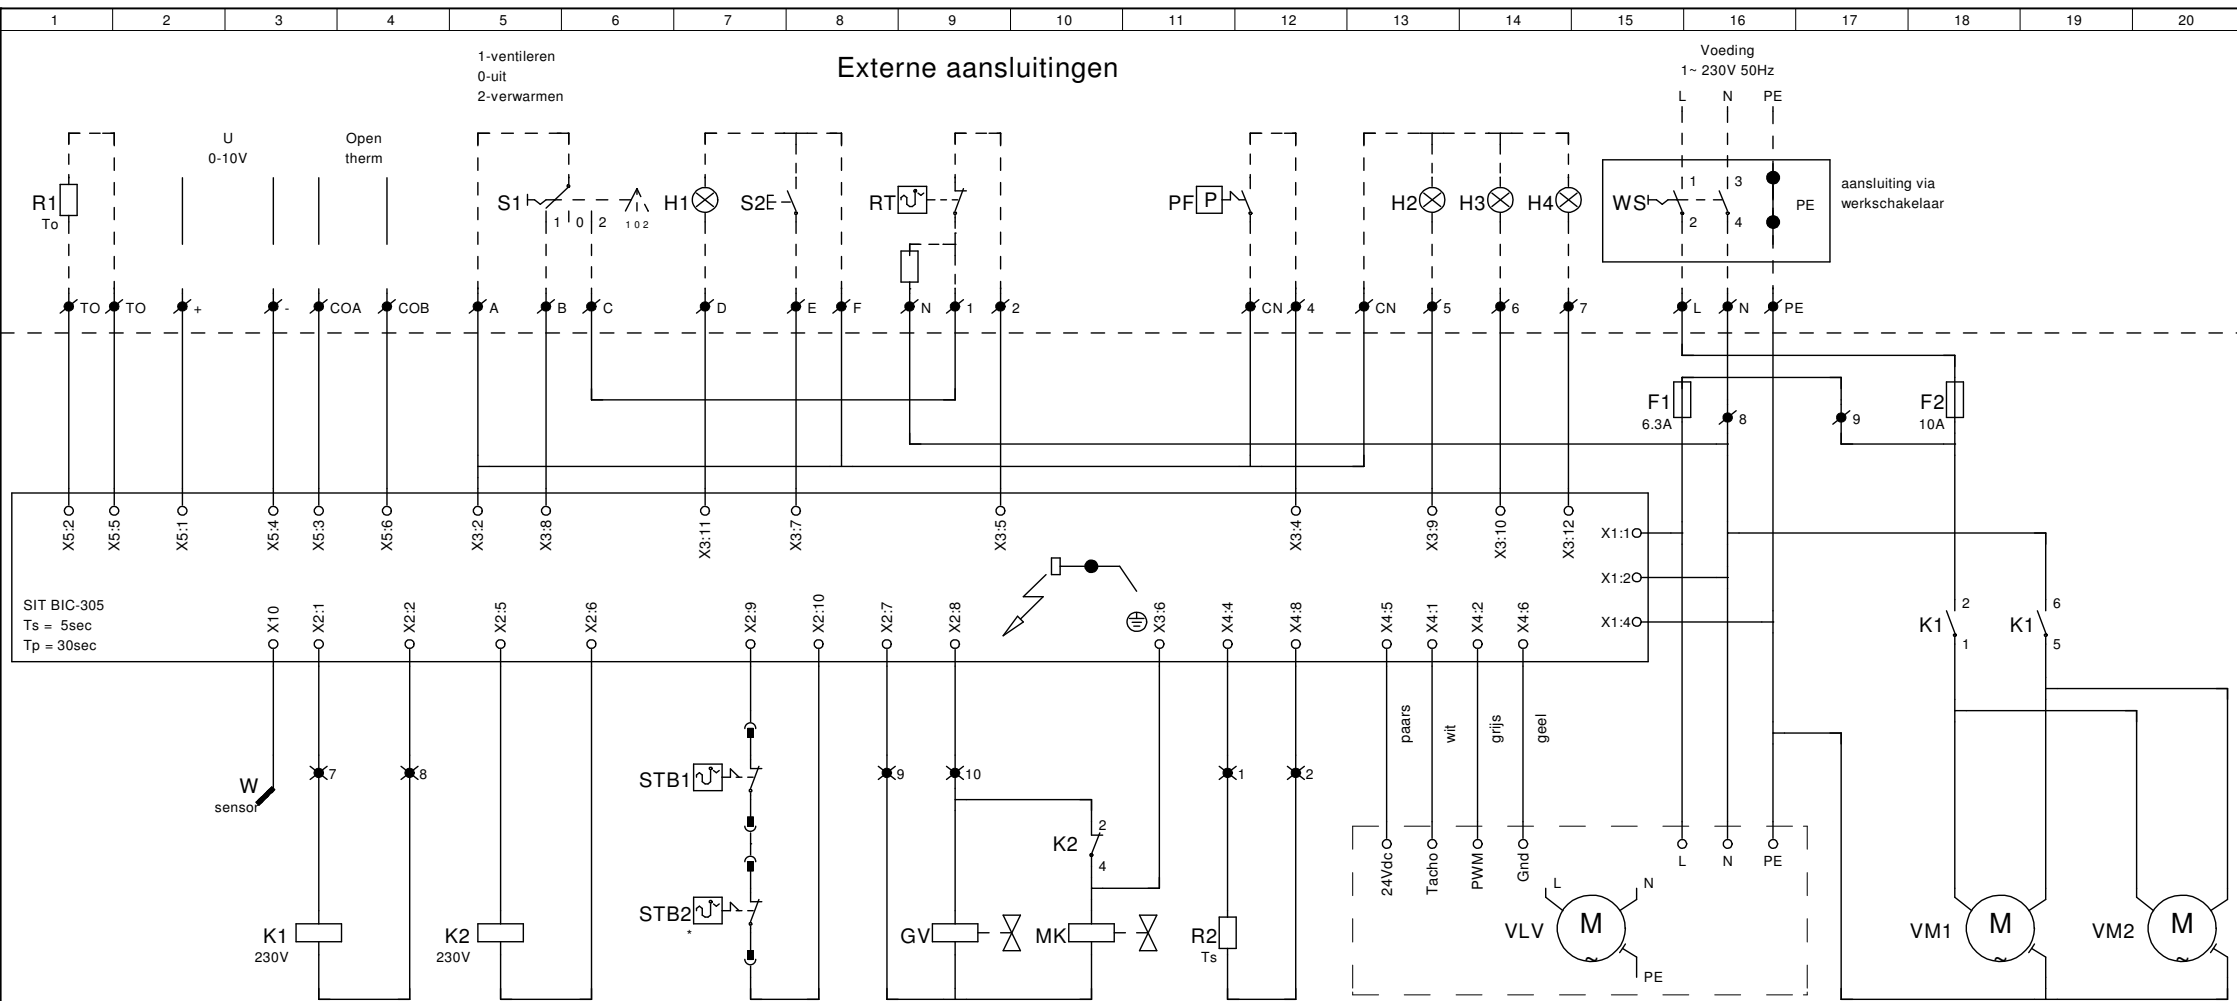 1 2 3 4 5 6 7 8 9 10 11 12 13 14 15 16 17 18 19 20
Externe aansluitingen
1-ventileren
0-uit
2-verwarmen
Voeding
1~ 230V 50Hz
L N PE
U
0-10V
Open
therm
R1
To
S1
1 0 2
1 0 2
H1
S2
RT
PF
P
H2
H3
H4
WS
1
2
3
4
PE
aansluiting via
werkschakelaar
TO TO + - COA COB A B C D E F N 1 2 CN 4 CN 5 6 7 L N PE
F1
6.3A
8
9
F2
10A
X5:2 X5:5 X5:1 X5:4 X5:3 X5:6 X3:2 X3:8 X3:11 X3:7 X3:5 X3:4 X3:9 X3:10 X3:12
X1:1
X1:2
X1:4
SIT BIC-305
Ts = 5sec
Tp = 30sec
X10 X2:1 X2:2 X2:5 X2:6 X2:9 X2:10 X2:7 X2:8 X3:6 X4:4 X4:8 X4:5 X4:1 X4:2 X4:6
K1
2
1
K1
6
5
paars
wit
grijs
geel
W
sensor
7
8
STB1
9
10
1
2
K2
2
4
24Vdc
Tacho
PWM
Gnd
L
N
PE
STB2
*
K1
230V
K2
230V
GV
MK
R2
Ts
VLV
L
N
M
PE
VM1
M
VM2
M